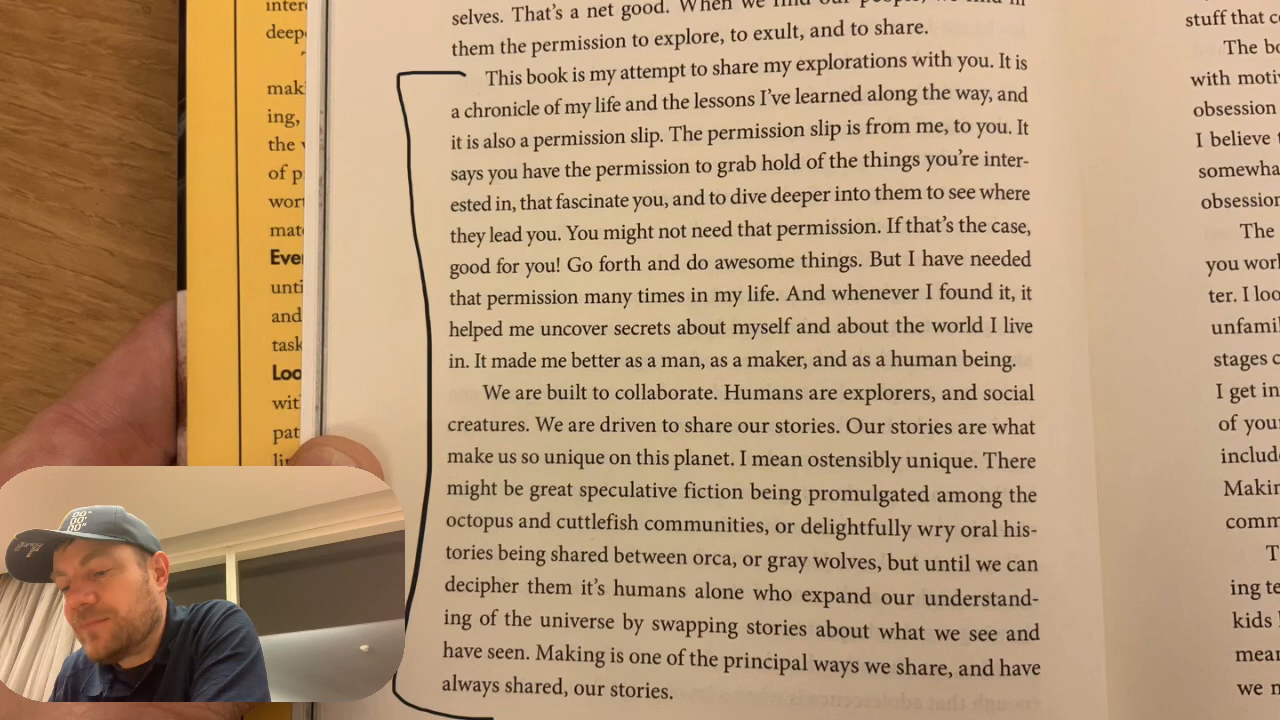 inter
deep
mak
ing,
the
of p
wor
mat
Ever
unti
and
task
Loo
wit
pat
selves. That's a net good. When we find our people, we find in
them the permission to explore, to exult, and to share.
This book is my attempt to share my explorations with you. It is
a chronicle of my life and the lessons I've learned along the way, and
it is also a permission slip. The permission slip is from me, to you. It
says you have the permission to grab hold of the things you're inter-
ested in, that fascinate you, and to dive deeper into them to see where
they lead you. You might not need that permission. If that's the case,
good for you! Go forth and do awesome things. But I have needed
that permission many times in my life. And whenever I found it, it
helped me uncover secrets about myself and about the world I live
in. It made me better as a man, as a maker, and as a human being.
We are built to collaborate. Humans are explorers, and social
creatures. We are driven to share our stories. Our stories are what
make us so unique on this planet. I mean ostensibly unique. There
might be great speculative fiction being promulgated among the
octopus and cuttlefish communities, or delightfully wry oral his-
tories being shared between orca, or gray wolves, but until we can
decipher them it's humans alone who expand our understand-
ing of the universe by swapping stories about what we see and
have seen. Making is one of the principal ways we share, and have
always shared, our stories.
stuff that c
The bo
with motiv
obsession
I believe t
somewha
obsession
The
you worl
ter. I loo
unfamil
stages c
I get in
of your
include
Makin
comm
T
ing te
kids l
mean
we n
00:
00:
00"